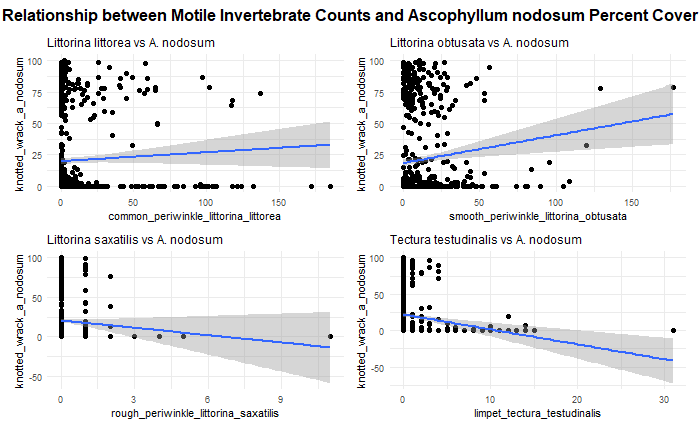 Relationship between Motile Invertebrate Counts and Ascophyllum nodosum Percent Cover
Littorina littorea vs A. nodosum
knotted_wrack_a_nodosum
100
75
50
25
0
0 50 100 150
common_periwinkle_littorina_littorea
Littorina obtusata vs A. nodosum
knotted_wrack_a_nodosum
100
75
50
25
0
0 50 100 150
smooth_periwinkle_littorina_obtusata
Littorina saxatilis vs A. nodosum
knotted_wrack_a_nodosum
100
50
0
-50
0 3 6 9
rough_periwinkle_littorina_saxatilis
Tectura testudinalis vs A. nodosum
knotted_wrack_a_nodosum
100
50
0
-50
0 10 20 30
limpet_tectura_testudinalis